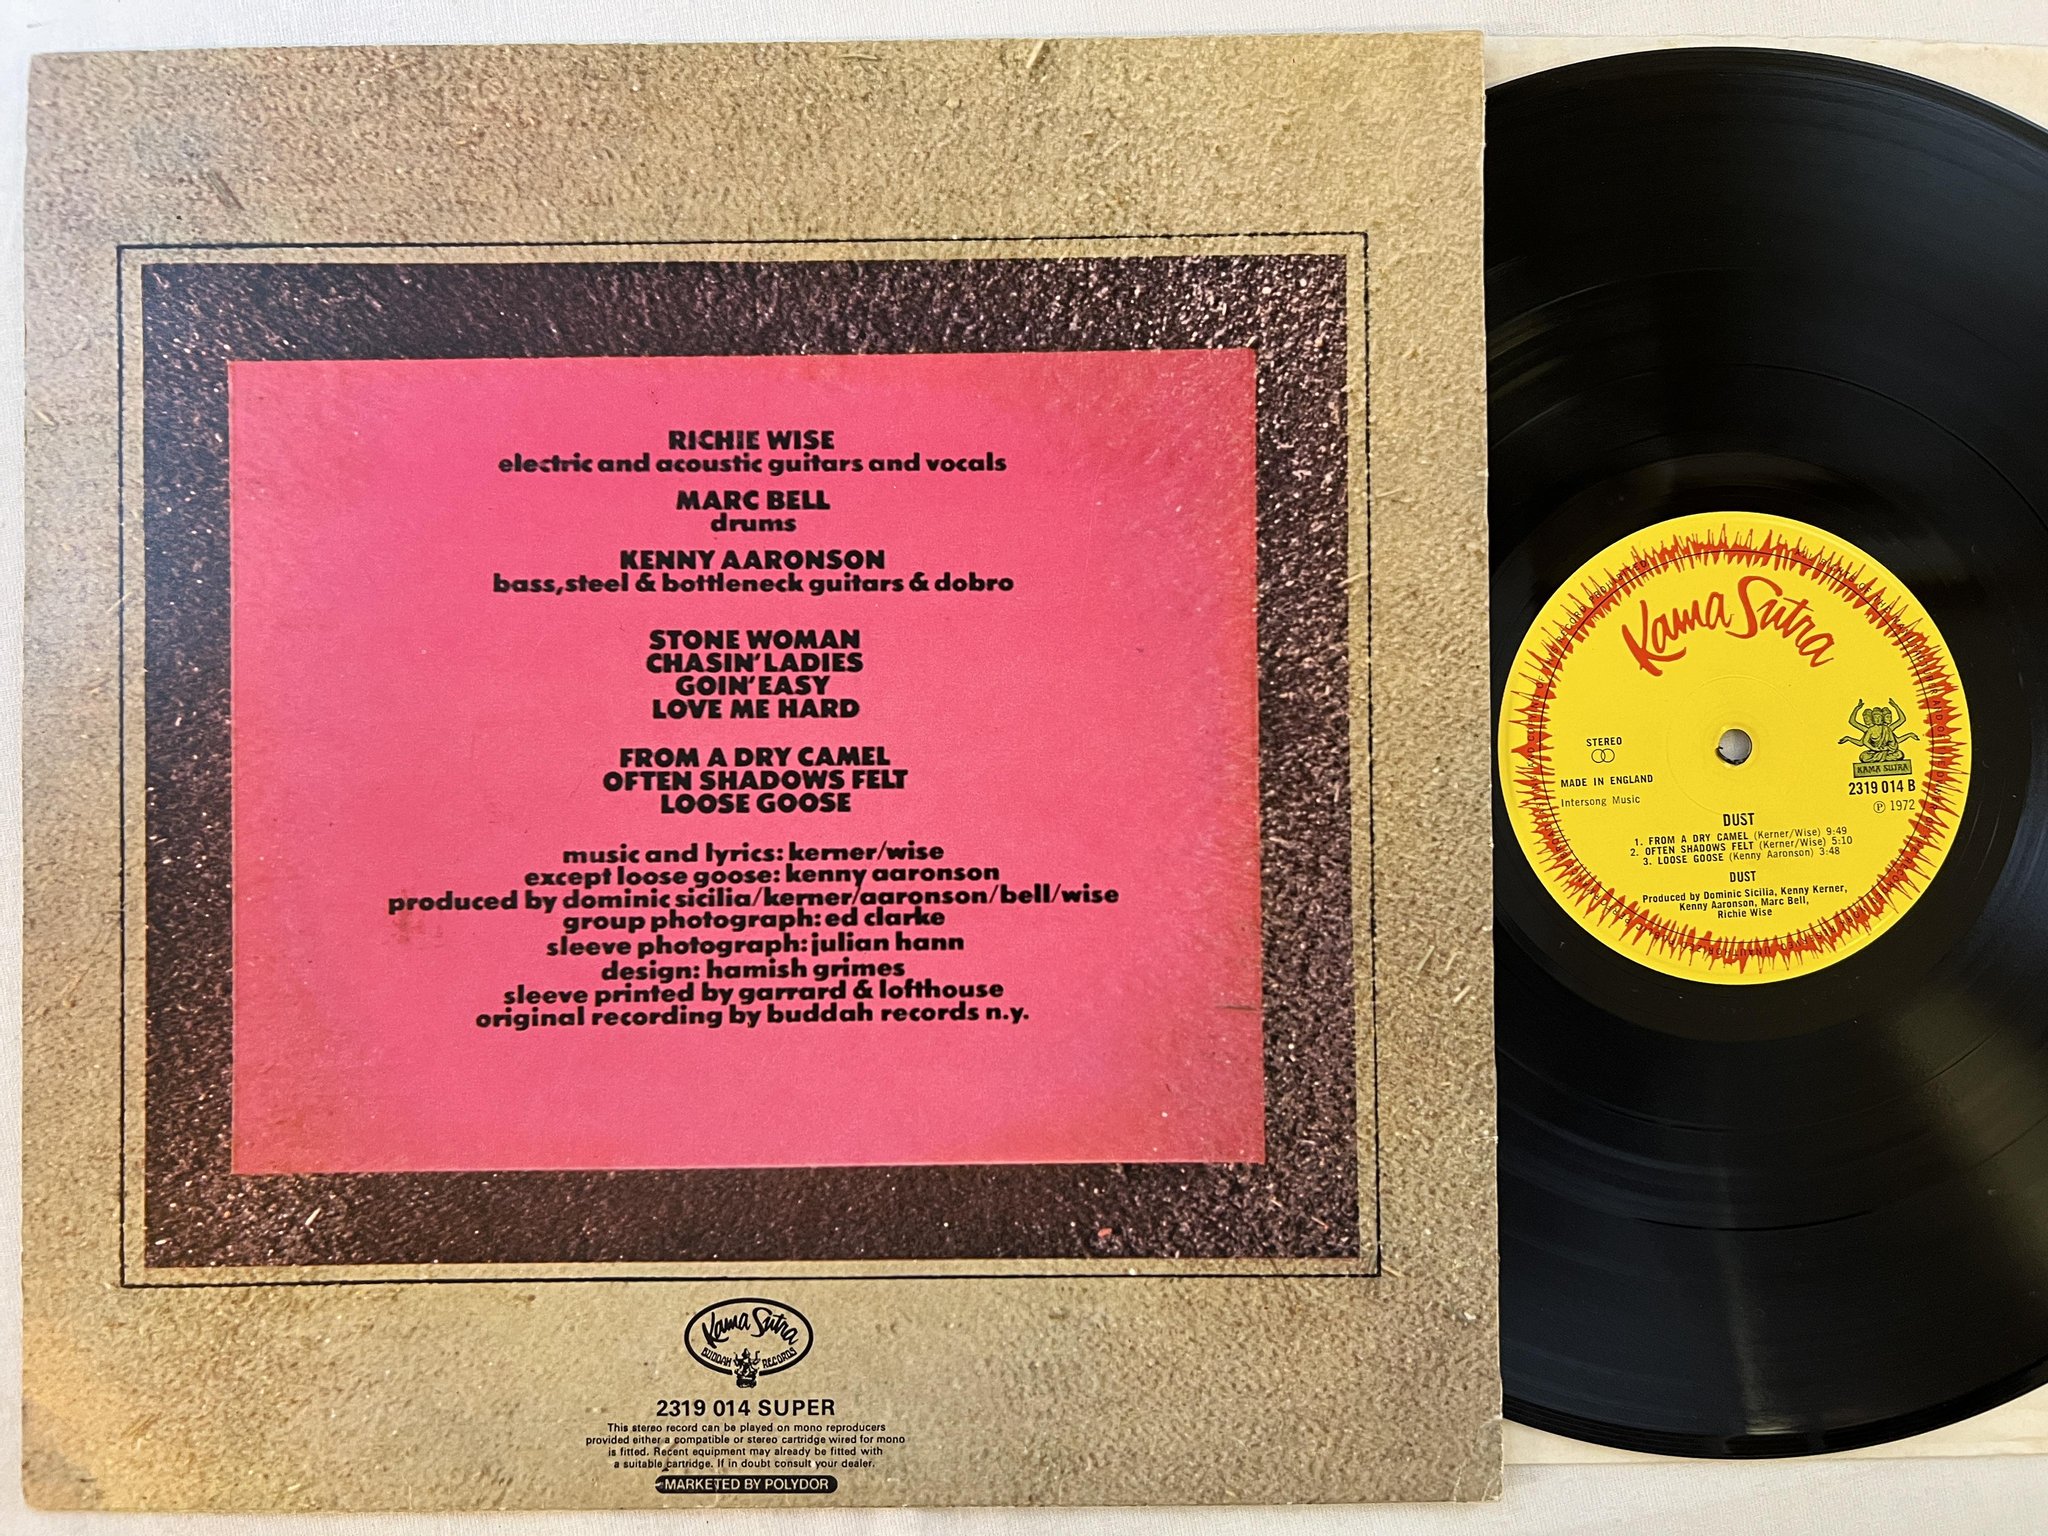 RICHIE WISE
electric and acoustic guitars and vocals
MARC BELL
drums
KENNY AARONSON
bass, steel & bottleneck guitars & dobro
STONE WOMAN
CHASIN' LADIES
GOIN' EASY
LOVE ME HARD
FROM A DRY CAMEL
OFTEN SHADOWS FELT
LOOSE GOOSE
music and lyrics: kerner/wise
except loose goose: kenny aaronson
produced by dominic sicilia/kerner/aaronson/bell/wise
group photograph: ed clarke
sleeve photograph: julian hann
design: hamish grimes
sleeve printed by garrard & lofthouse
original recording by buddah records n.y.
Kama Sutra
BUDDAH RECORDS
2319 014 SUPER
This stereo record can be played on mono reproducers
provided either a compatible or stereo cartridge wired for mono
is fitted. Recent equipment may already be fitted with
a suitable cartridge. If in doubt consult your dealer.
MARKETED BY POLYDOR
Kama Sutra
KAMA SUTRA
STEREO
MADE IN ENGLAND
Intersong Music
2319 014 B
℗ 1972
DUST
1. FROM A DRY CAMEL (Kerner/Wise) 9:49
2. OFTEN SHADOWS FELT (Kerner/Wise) 5:10
3. LOOSE GOOSE (Kenny Aaronson) 3:48
DUST
Produced by Dominic Sicilia, Kenny Kerner,
Kenny Aaronson, Marc Bell,
Richie Wise